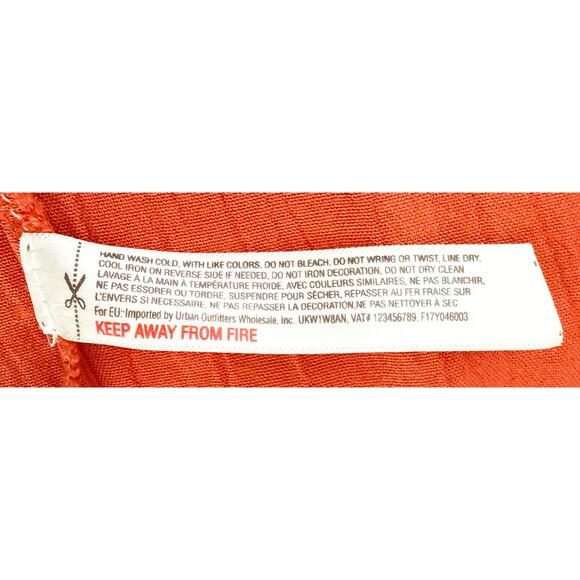 HAND WASH COLD, WITH LIKE COLORS. DO NOT BLEACH. DO NOT WRING OR TWIST, LINE DRY,
COOL IRON ON REVERSE SIDE IF NEEDED, DO NOT IRON DECORATION, DO NOT DRY CLEAN
LAVAGE À LA MAIN À TEMPÉRATURE FROIDE, AVEC COULEURS SIMILAIRES, NE PAS BLANCHIR,
NE PAS ESSORER OU TORDRE, SUSPENDRE POUR SÉCHER, REPASSER AU FER FRAISE SUR
L'ENVERS SI NECESSAIRE, NE PAS REPASSER DECORATION, NE PAS NETTOYER À SEC
For EU: Imported by Urban Outfitters Wholesale, Inc. UKW1W8AN, VAT# 123456789, F17Y046003
KEEP AWAY FROM FIRE